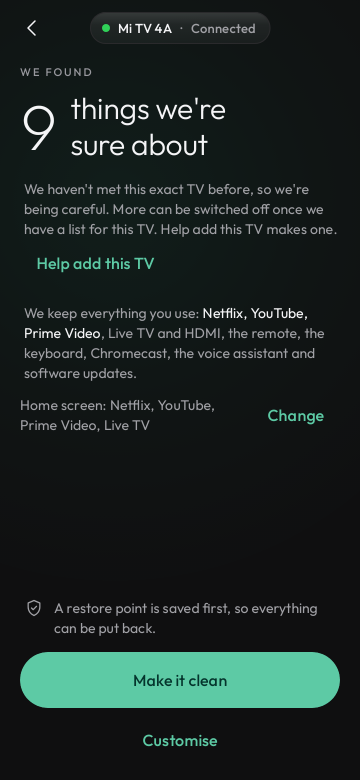 Mi TV 4A · Connected
WE FOUND
9 things we're
sure about
We haven't met this exact TV before, so we're
being careful. More can be switched off once we
have a list for this TV. Help add this TV makes one.
Help add this TV
We keep everything you use: Netflix, YouTube,
Prime Video, Live TV and HDMI, the remote, the
keyboard, Chromecast, the voice assistant and
software updates.
Home screen: Netflix, YouTube,
Prime Video, Live TV
Change
A restore point is saved first, so everything
can be put back.
Make it clean
Customise